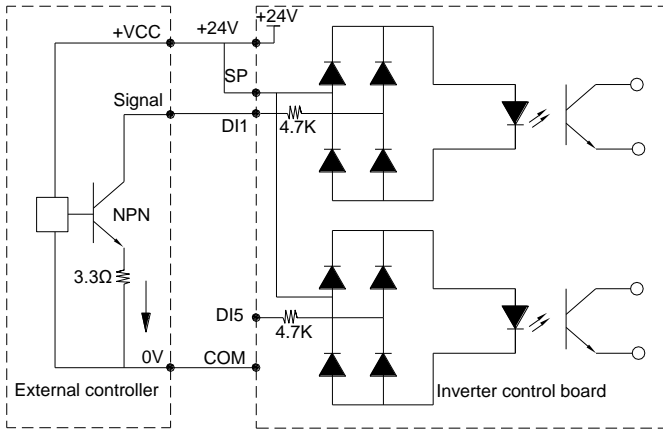 +VCC
+24V
+24V
SP
Signal
DI1
4.7K
NPN
3.3Ω
DI5
4.7K
0V
COM
External controller
Inverter control board